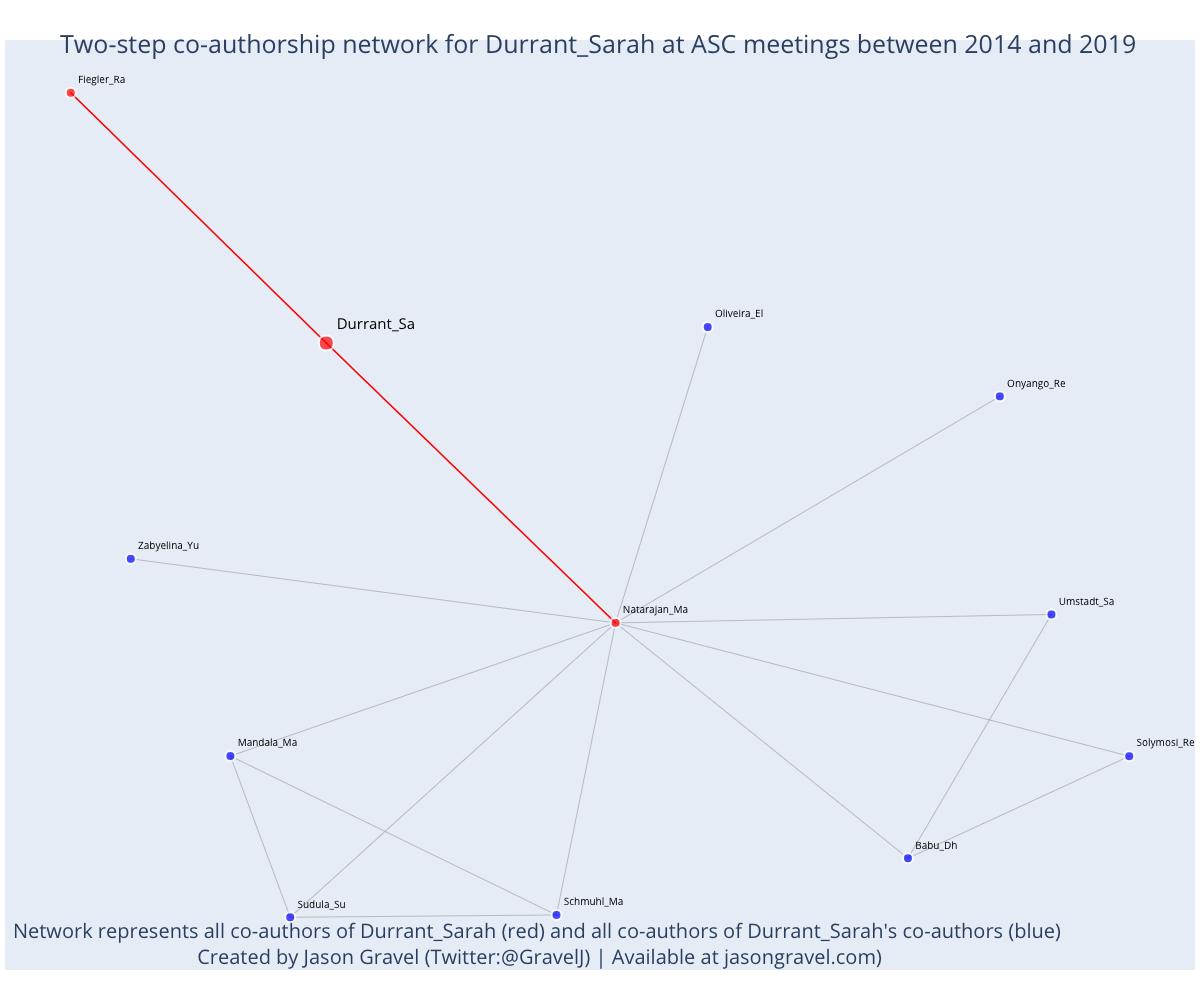 Two-step co-authorship network for Durrant_Sarah at ASC meetings between 2014 and 2019
Fiegler_Ra
Oliveira_El
Durrant_Sa
Onyango_Re
Zabyelina_Yu
Umstadt_Sa
Natarajan_Ma
Mandala_Ma
Solymosi_Re
Babu_Dh
Schmuhl_Ma
Sudula_Su
Network represents all co-authors of Durrant_Sarah (red) and all co-authors of Durrant_Sarah's co-authors (blue)
Created by Jason Gravel (Twitter:@GravelJ) | Available at jasongravel.com)